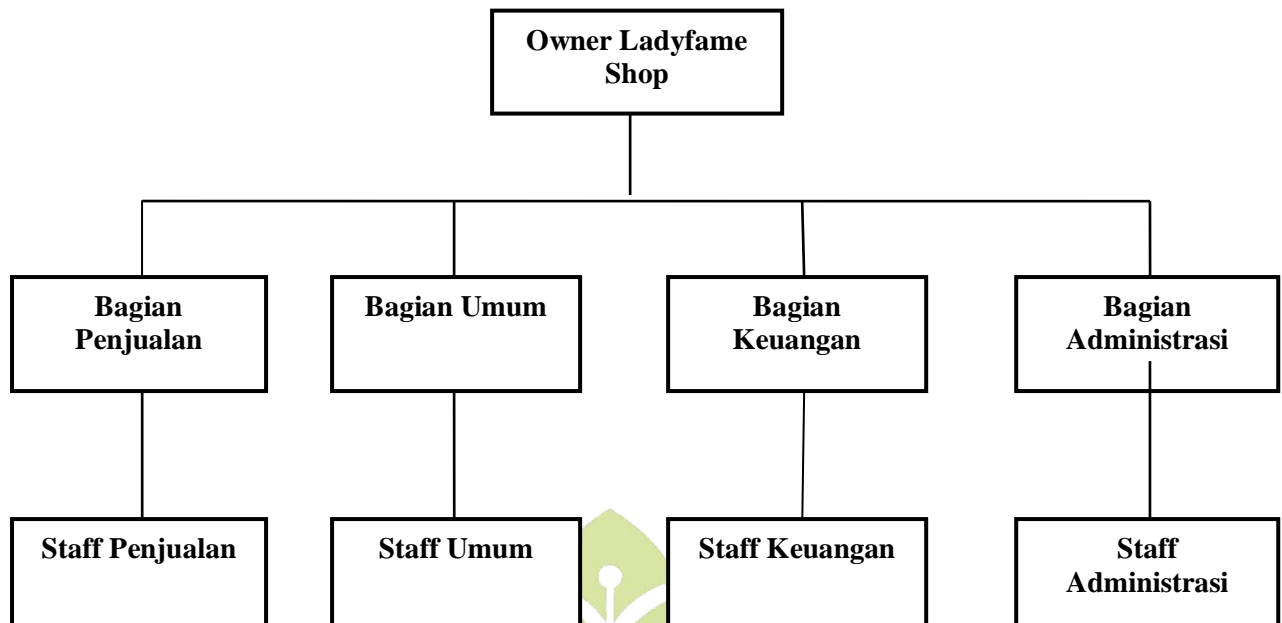 Owner Ladyfame
Shop
Bagian
Penjualan
Bagian Umum
Bagian
Keuangan
Bagian
Administrasi
Staff Penjualan
Staff Umum
Staff Keuangan
Staff
Administrasi